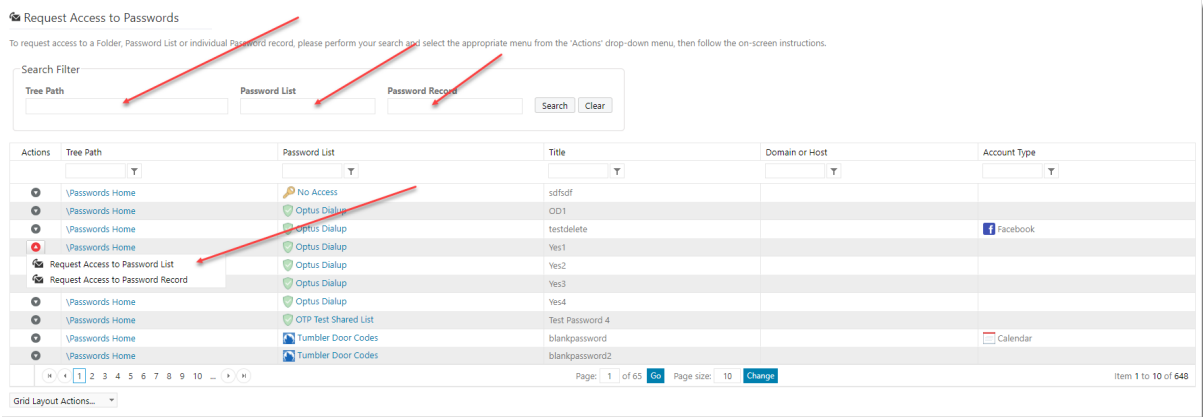 Request Access to Passwords
To request access to a Folder, Password List or individual Password record, please perform your search and select the appropriate menu from the 'Actions' drop-down menu, then follow the on-screen instructions.
Search Filter
Tree Path Password List Password Record
Search Clear
Actions Tree Path Password List Title Domain or Host Account Type
\Passwords Home No Access sdfsdf
\Passwords Home Optus Dialup OD1
\Passwords Home Optus Dialup testdelete Facebook
\Passwords Home Optus Dialup Yes1
Request Access to Password List Optus Dialup Yes2
Request Access to Password Record Optus Dialup Yes3
\Passwords Home Optus Dialup Yes4
\Passwords Home OTP Test Shared List Test Password 4
\Passwords Home Tumbler Door Codes blankpassword Calendar
\Passwords Home Tumbler Door Codes blankpassword2
1 2 3 4 5 6 7 8 9 10 ... Page: 1 of 65 Go Page size: 10 Change Item 1 to 10 of 648
Grid Layout Actions...